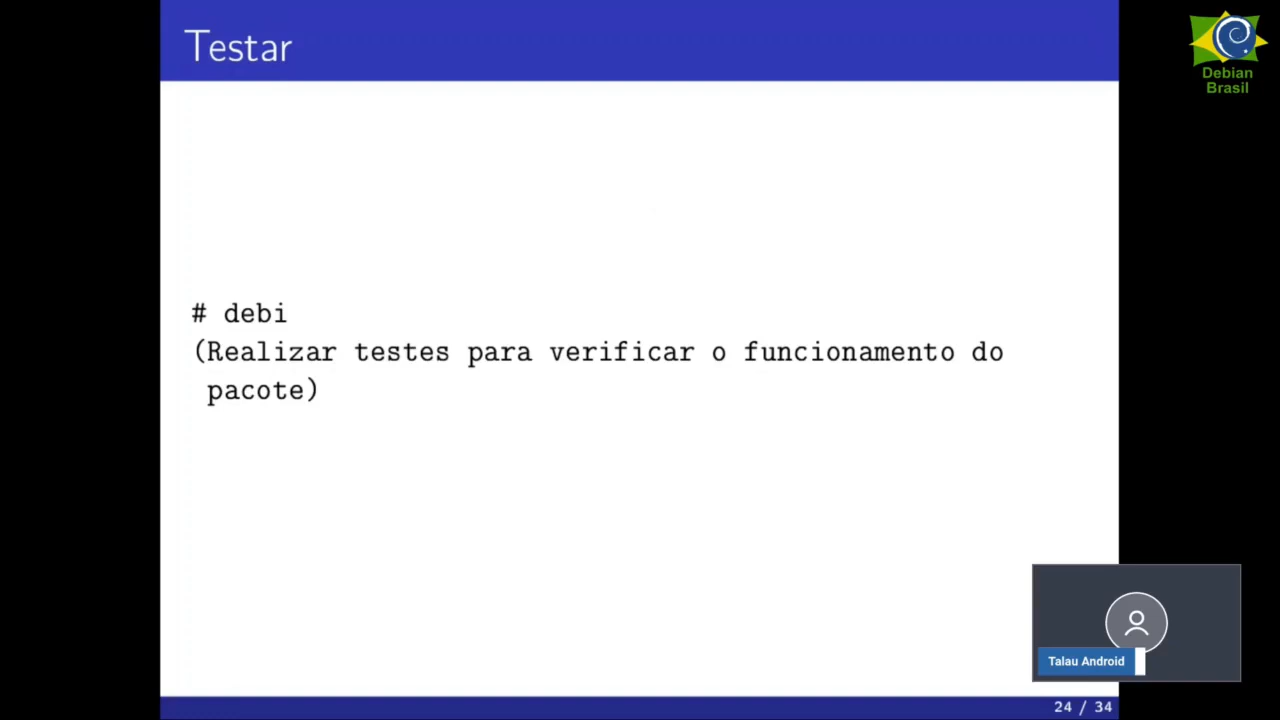 Testar
Debian
Brasil
# debi
(Realizar testes para verificar o funcionamento do
pacote)
Talau Android
24 / 34